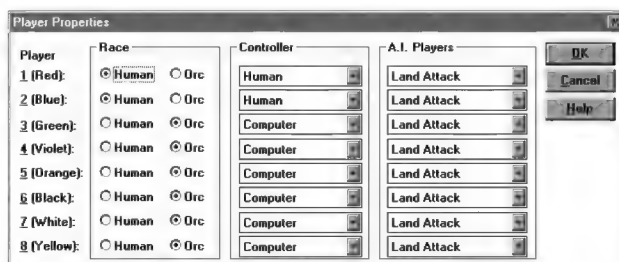 Player Properties
Player Race Controller A.I. Players
1 (Red): Human Orc Human Land Attack OK
2 (Blue): Human Orc Human Land Attack Cancel
3 (Green): Human Orc Computer Land Attack Help
4 (Violet): Human Orc Computer Land Attack
5 (Orange): Human Orc Computer Land Attack
6 (Black): Human Orc Computer Land Attack
7 (White): Human Orc Computer Land Attack
8 (Yellow): Human Orc Computer Land Attack